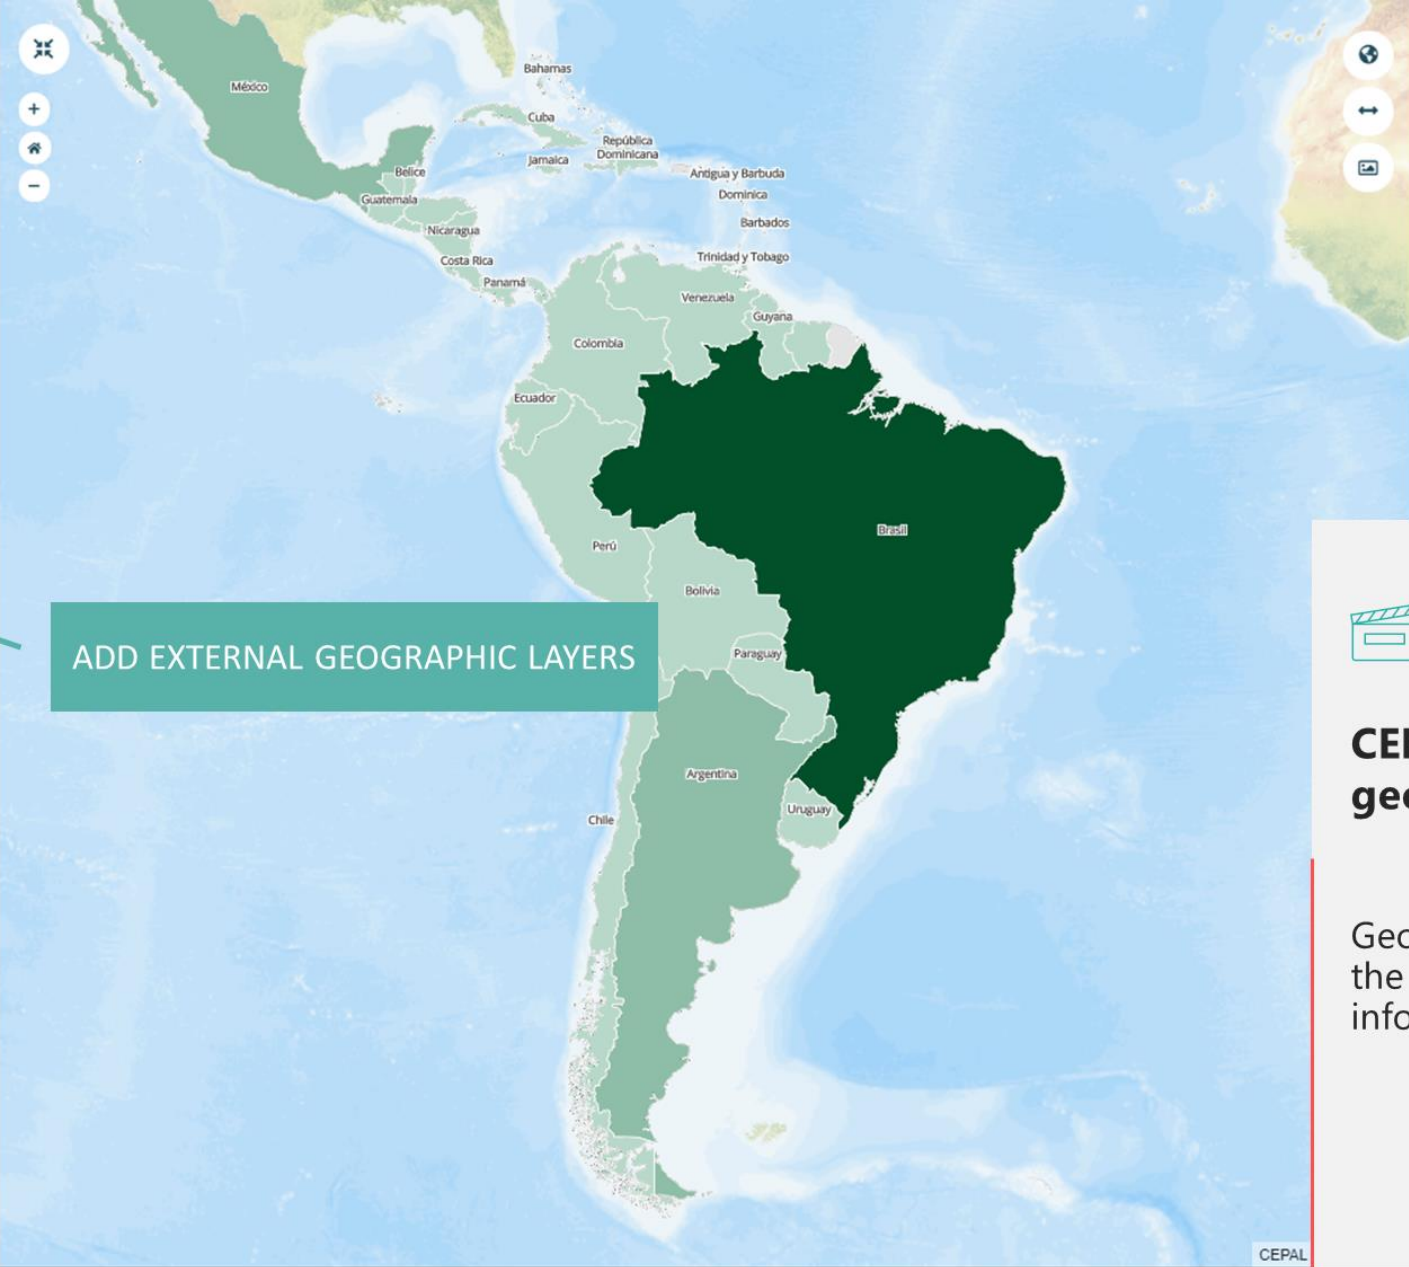 México
Bahamas
Cuba
República
Dominicana
Jamaica
Belice
Antigua y Barbuda
Guatemala
Dominica
Barbados
Nicaragua
Costa Rica
Trinidad y Tobago
Panamá
Venezuela
Guyana
Colombia
Ecuador
Brasil
Perú
Bolivia
ADD EXTERNAL GEOGRAPHIC LAYERS
Paraguay
Argentina
Uruguay
Chile
CEPAL
the